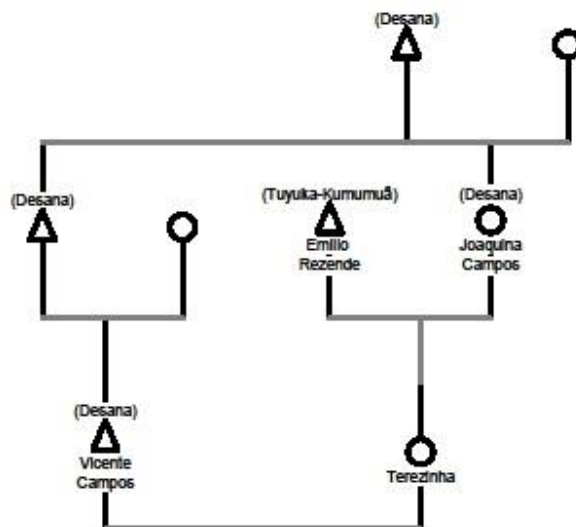 (Desana)
(Desana)
(Tuyuka-Kumumuã)
(Desana)
Emilio
Rezende
Joaquina
Campos
(Desana)
Vicente
Campos
Terezinha